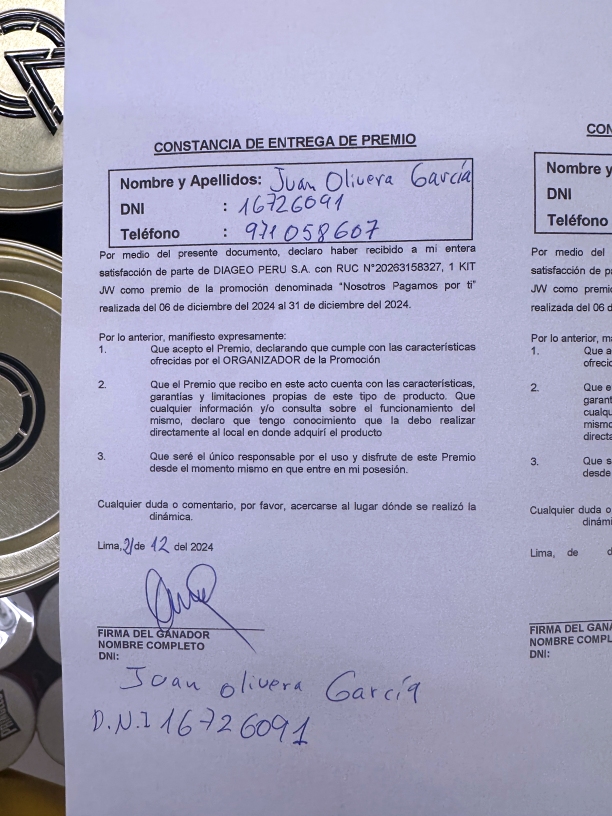 CONSTANCIA DE ENTREGA DE PREMIO
Nombre y Apellidos: Juan Olivera García
DNI : 16726091
Teléfono : 971058607
Por medio del presente documento, declaro haber recibido a mi entera
satisfacción de parte de DIAGEO PERU S.A. con RUC N°20263158327, 1 KIT
JW como premio de la promoción denominada “Nosotros Pagamos por ti”
realizada del 06 de diciembre del 2024 al 31 de diciembre del 2024.
Por lo anterior, manifiesto expresamente:
1. Que acepto el Premio, declarando que cumple con las características
ofrecidas por el ORGANIZADOR de la Promoción
2. Que el Premio que recibo en este acto cuenta con las características,
garantías y limitaciones propias de este tipo de producto. Que
cualquier información y/o consulta sobre el funcionamiento del
mismo, declaro que tengo conocimiento que la debo realizar
directamente al local en donde adquirí el producto
3. Que seré el único responsable por el uso y disfrute de este Premio
desde el momento mismo en que entre en mi posesión.
Cualquier duda o comentario, por favor, acercarse al lugar dónde se realizó la
dinámica.
Lima, 21 de 12 del 2024
FIRMA DEL GANADOR
NOMBRE COMPLETO
DNI:
Juan olivera García
D.N.I 16726091
CON
Nombre y
DNI
Teléfono
Por medio del
satisfacción de pa
JW como premio
realizada del 06 d
Por lo anterior, ma
1. Que a
ofreci
2. Que e
garant
cualqu
mismo
directa
3. Que s
desde
Cualquier duda o
dinámi
Lima, de d
FIRMA DEL GANA
NOMBRE COMPL
DNI: